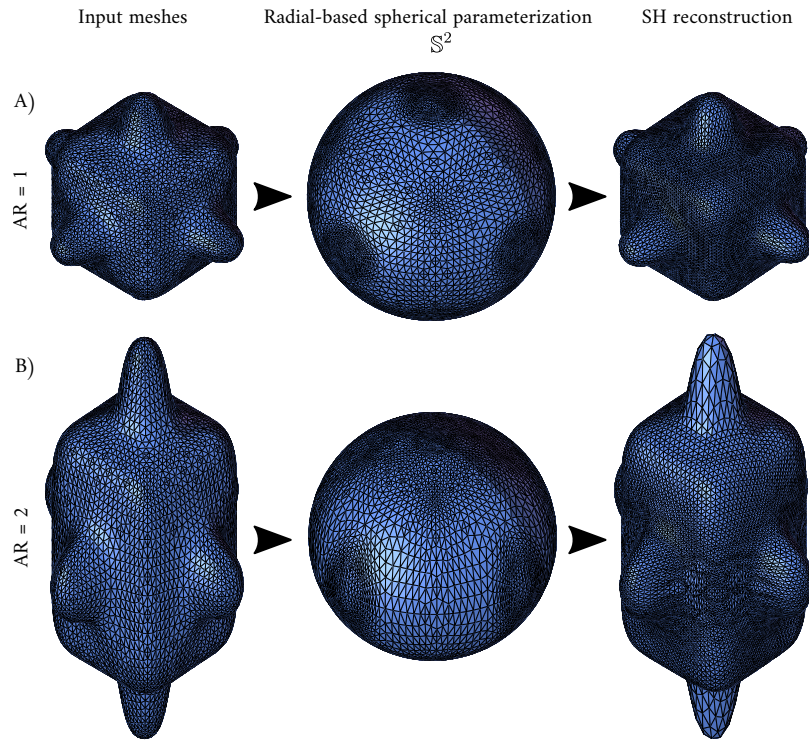 Input meshes
Radial-based spherical parameterization
SH reconstruction
𝕊²
A)
AR = 1
B)
AR = 2